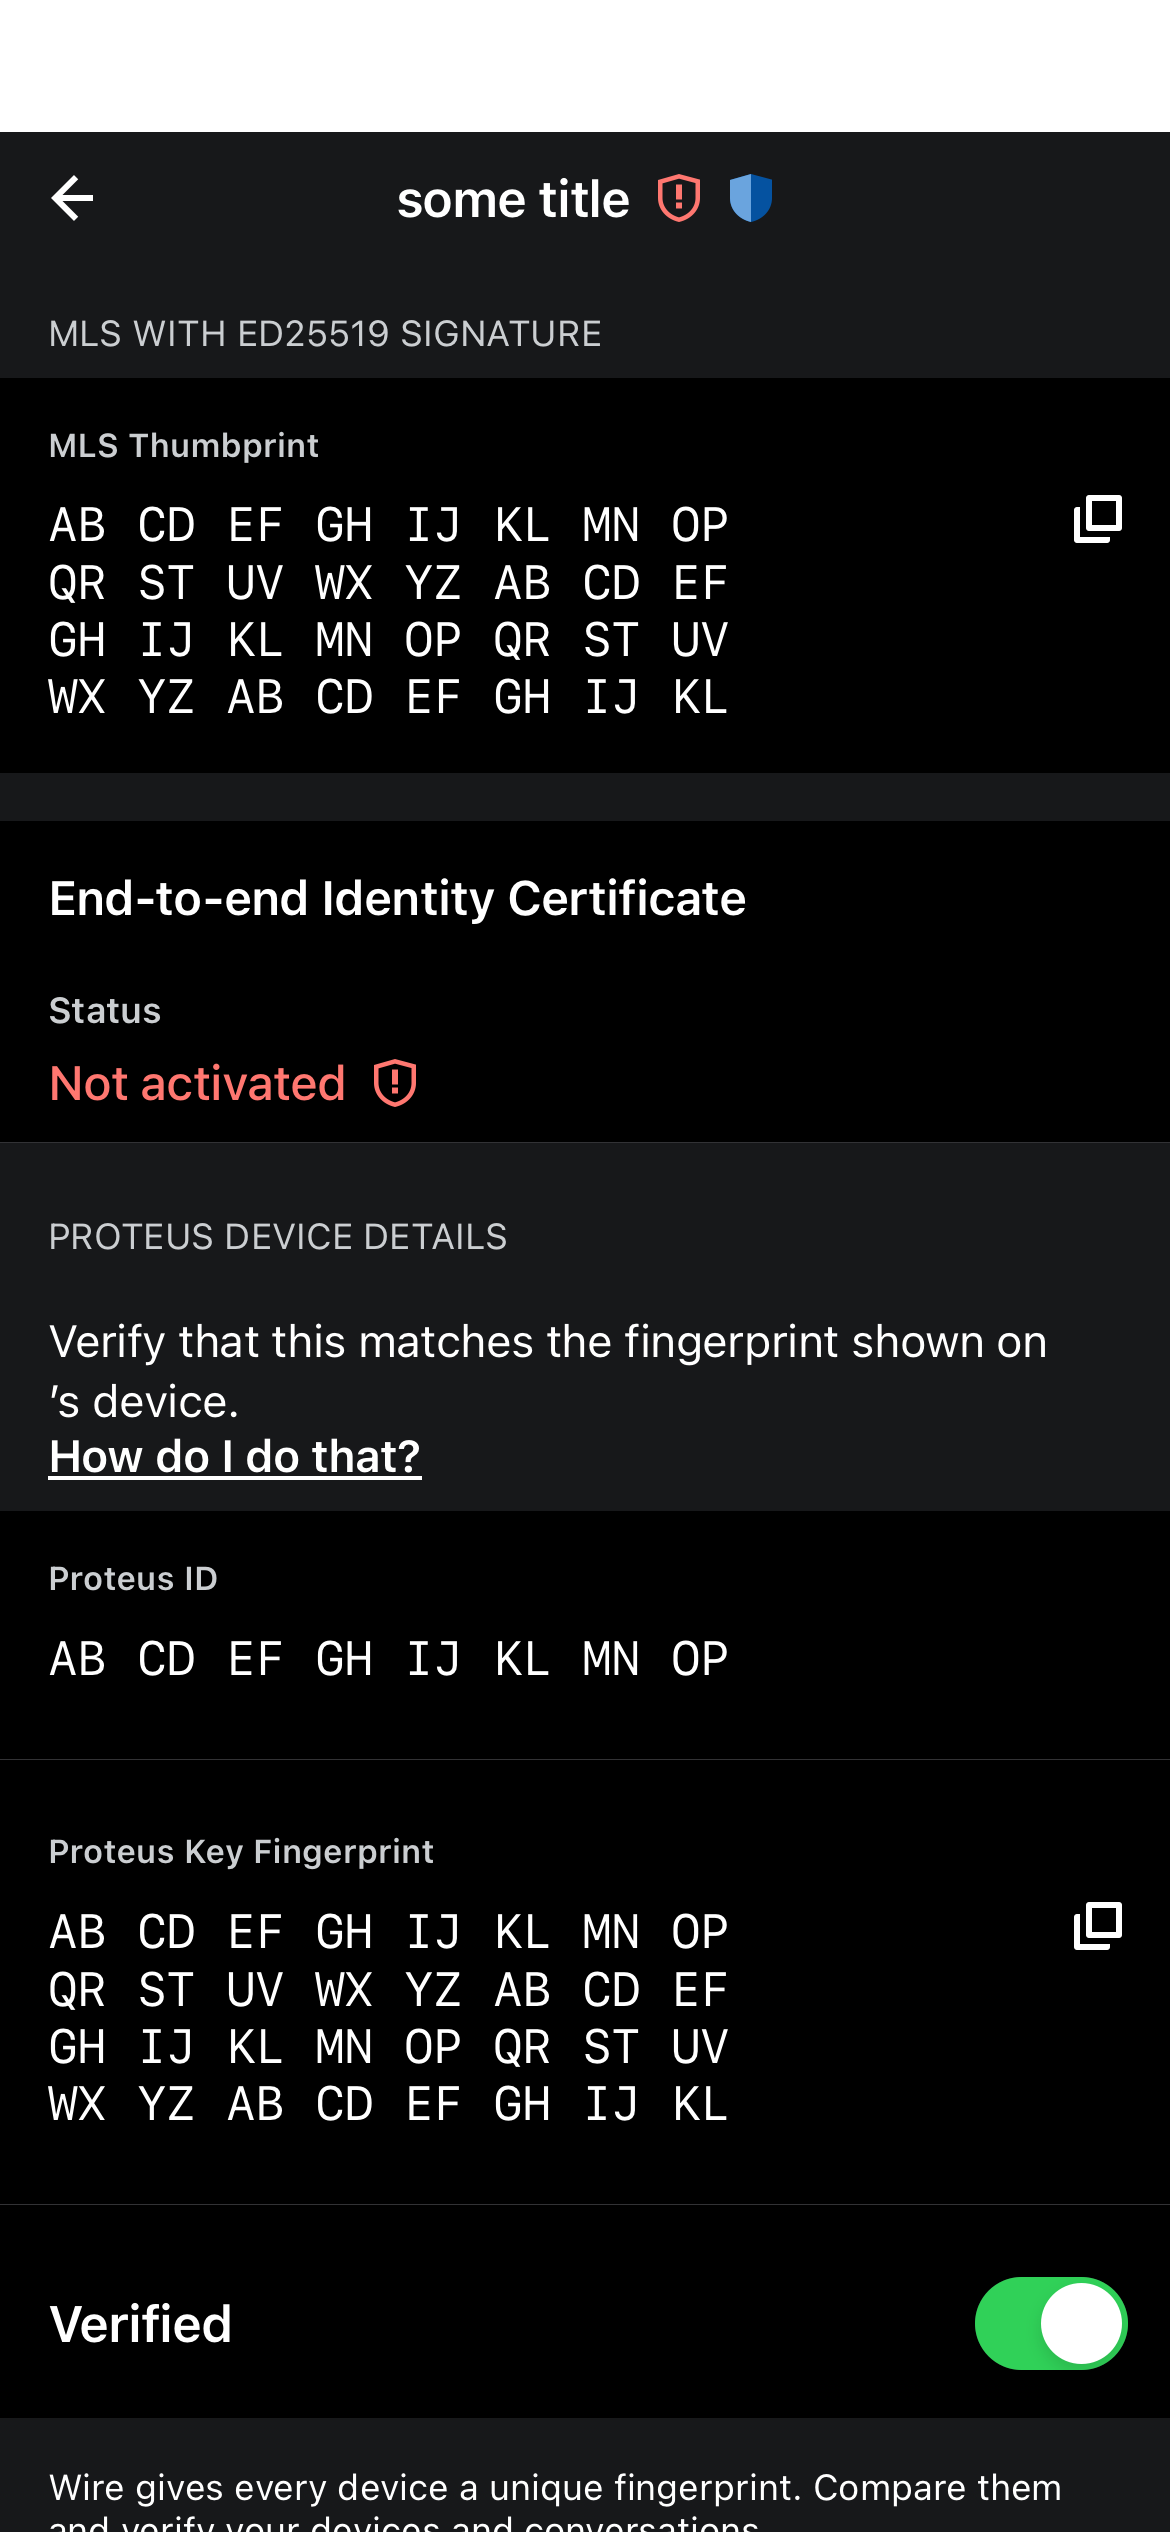 some title
MLS WITH ED25519 SIGNATURE
MLS Thumbprint
AB CD EF GH IJ KL MN OP
QR ST UV WX YZ AB CD EF
GH IJ KL MN OP QR ST UV
WX YZ AB CD EF GH IJ KL
End-to-end Identity Certificate
Status
Not activated
PROTEUS DEVICE DETAILS
Verify that this matches the fingerprint shown on
’s device.
How do I do that?
Proteus ID
AB CD EF GH IJ KL MN OP
Proteus Key Fingerprint
AB CD EF GH IJ KL MN OP
QR ST UV WX YZ AB CD EF
GH IJ KL MN OP QR ST UV
WX YZ AB CD EF GH IJ KL
Verified
Wire gives every device a unique fingerprint. Compare them
and verify your devices and conversations.